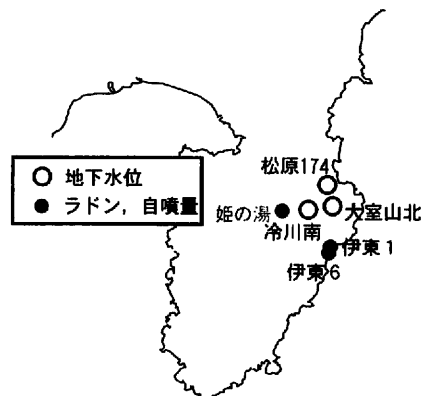 松原174
○ 地下水位
● ラドン，自噴量
姫の湯
大室山北
冷川南
伊東1
伊東6